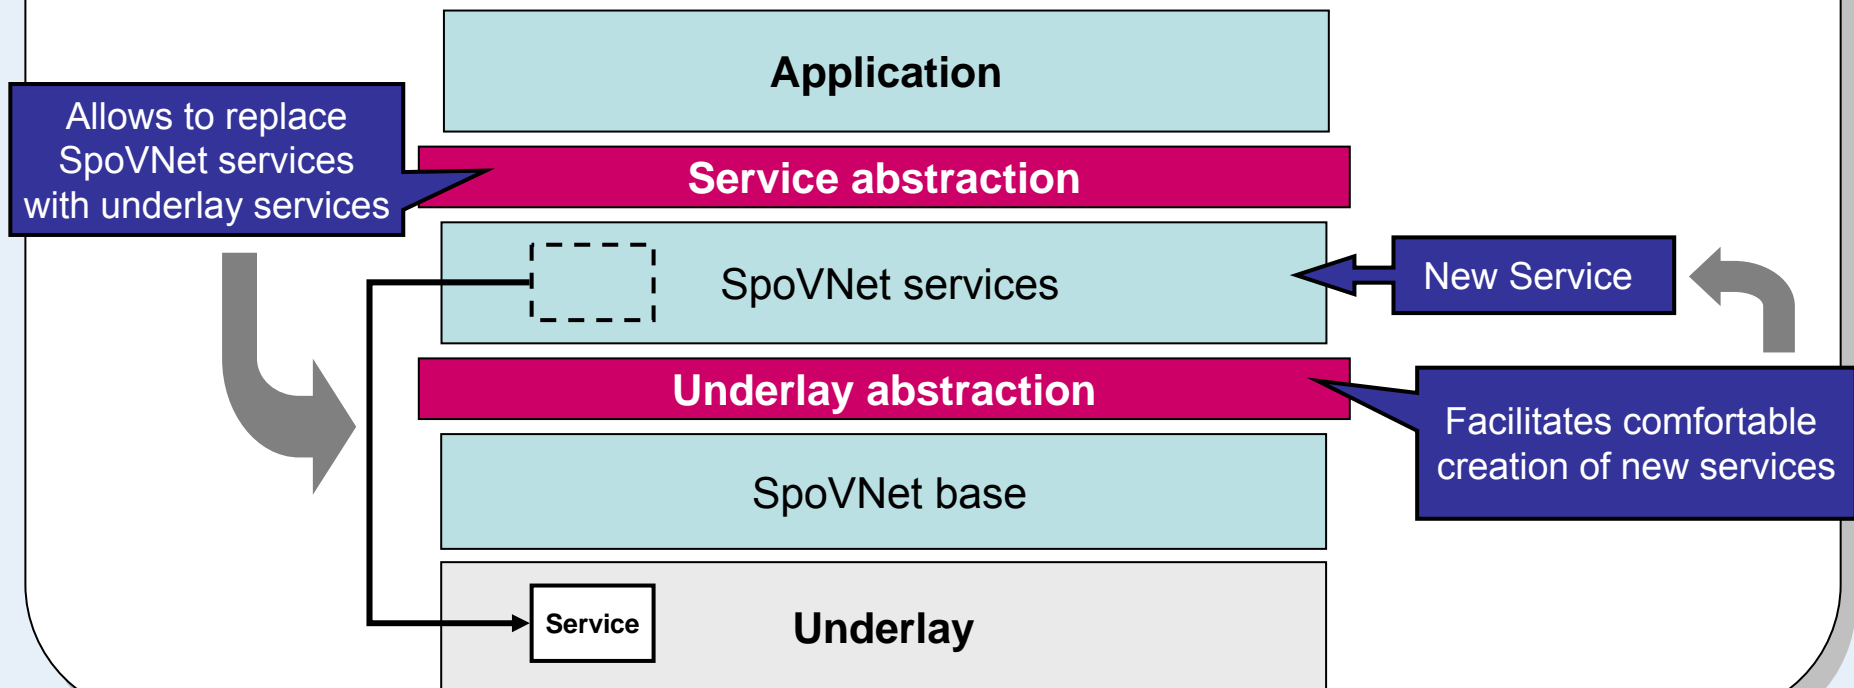 Application
Allows to replace
SpoVNet services
with underlay services
Service abstraction
SpoVNet services
New Service
Underlay abstraction
Facilitates comfortable
creation of new services
SpoVNet base
Service
Underlay